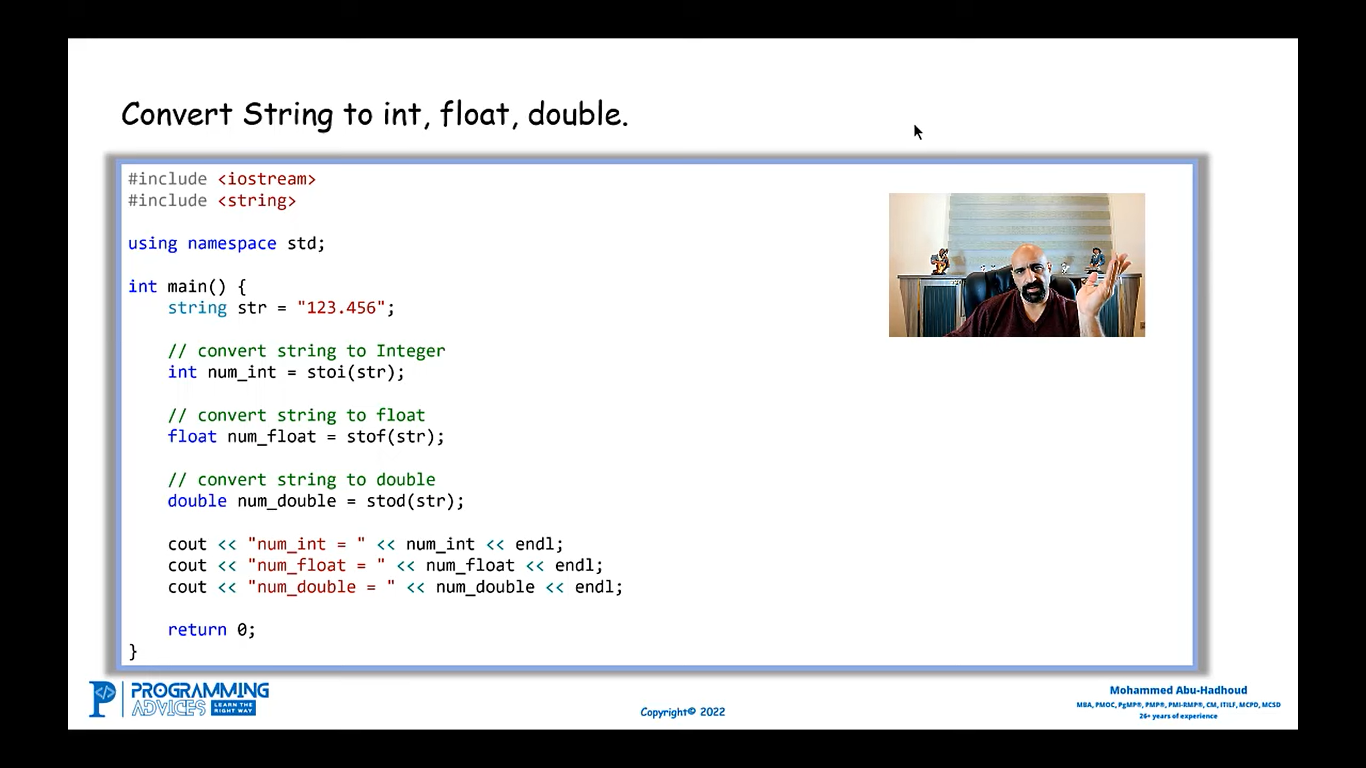 Convert String to int, float, double.
#include <iostream>
#include <string>
using namespace std;
int main() {
string str = "123.456";
// convert string to Integer
int num_int = stoi(str);
// convert string to float
float num_float = stof(str);
// convert string to double
double num_double = stod(str);
cout << "num_int = " << num_int << endl;
cout << "num_float = " << num_float << endl;
cout << "num_double = " << num_double << endl;
return 0;
}
PROGRAMMING
ADVICES LEARN THE RIGHT WAY
Copyright© 2022
Mohammed Abu-Hadhoud
MBA, PMOC, PgMP®, PMP®, PMI-RMP®, CM, ITILF, MCPD, MCSD
26+ years of experience